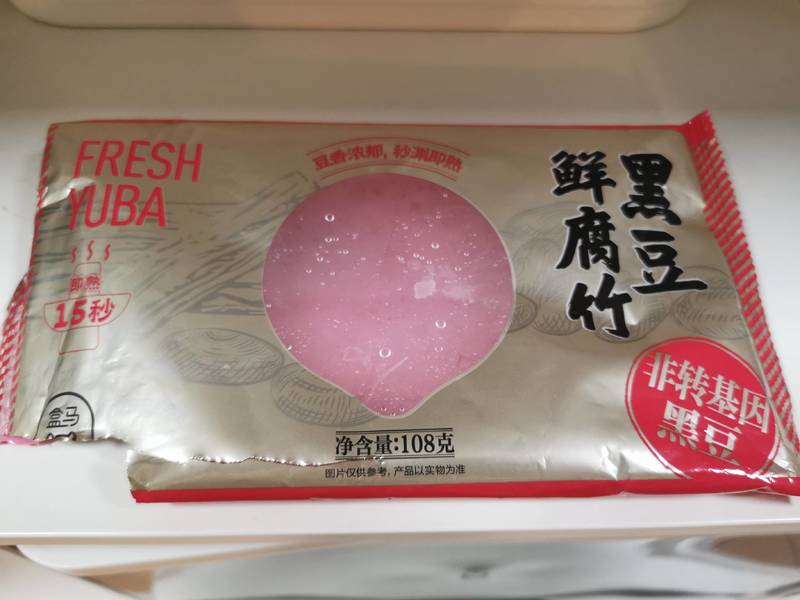 FRESH
YUBA
即熟
15秒
盒马
豆香浓郁, 秒涮即熟
黑豆
鲜腐竹
非转基因
黑豆
净含量:108克
图片仅供参考, 产品以实物为准